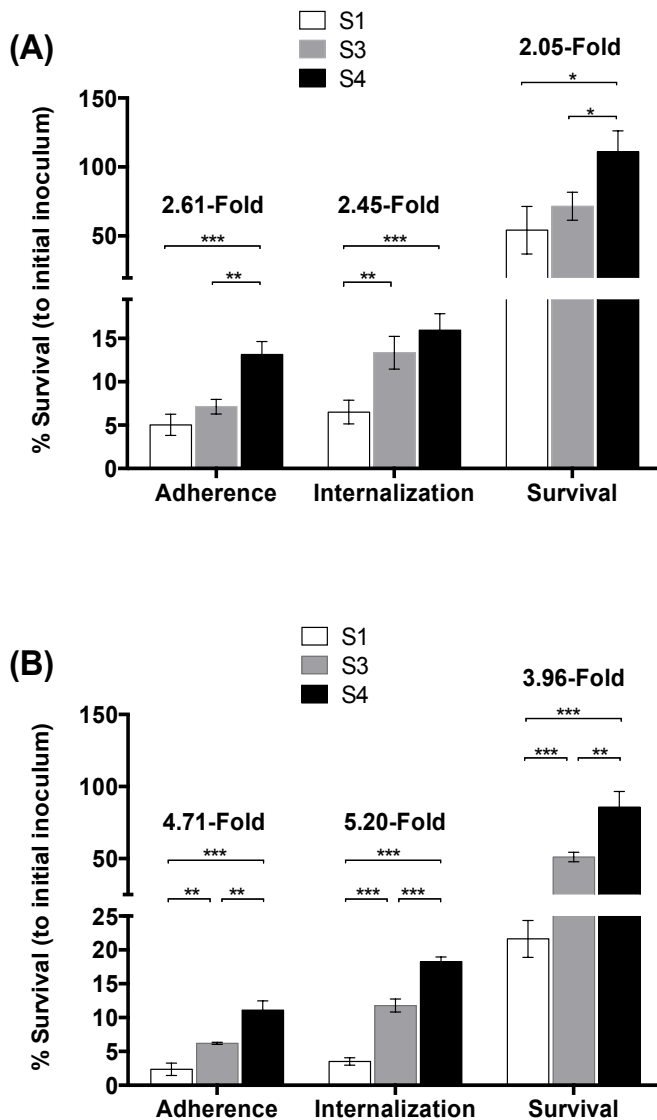 (A)
S1
S3
S4
2.05-Fold
*
*
2.61-Fold
2.45-Fold
***
***
**
**
% Survival (to initial inoculum)
150
100
50
15
10
5
0
Adherence
Internalization
Survival
(B)
S1
S3
S4
3.96-Fold
***
***
**
4.71-Fold
5.20-Fold
***
***
**
**
***
***
% Survival (to initial inoculum)
150
100
50
25
20
15
10
5
0
Adherence
Internalization
Survival